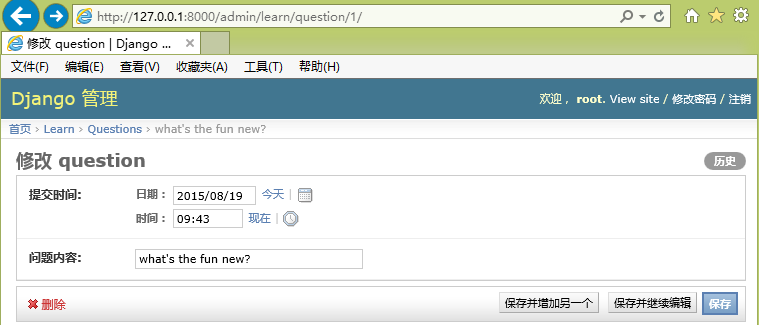 http://127.0.0.1:8000/admin/learn/question/1/
修改 question | Django ...
文件(F) 编辑(E) 查看(V) 收藏夹(A) 工具(T) 帮助(H)
Django 管理
欢迎， root. View site / 修改密码 / 注销
首页 › Learn › Questions › what's the fun new?
修改 question
历史
提交时间: 日期： 2015/08/19 今天 |
时间： 09:43 现在 |
问题内容: what's the fun new?
删除 保存并增加另一个 保存并继续编辑 保存